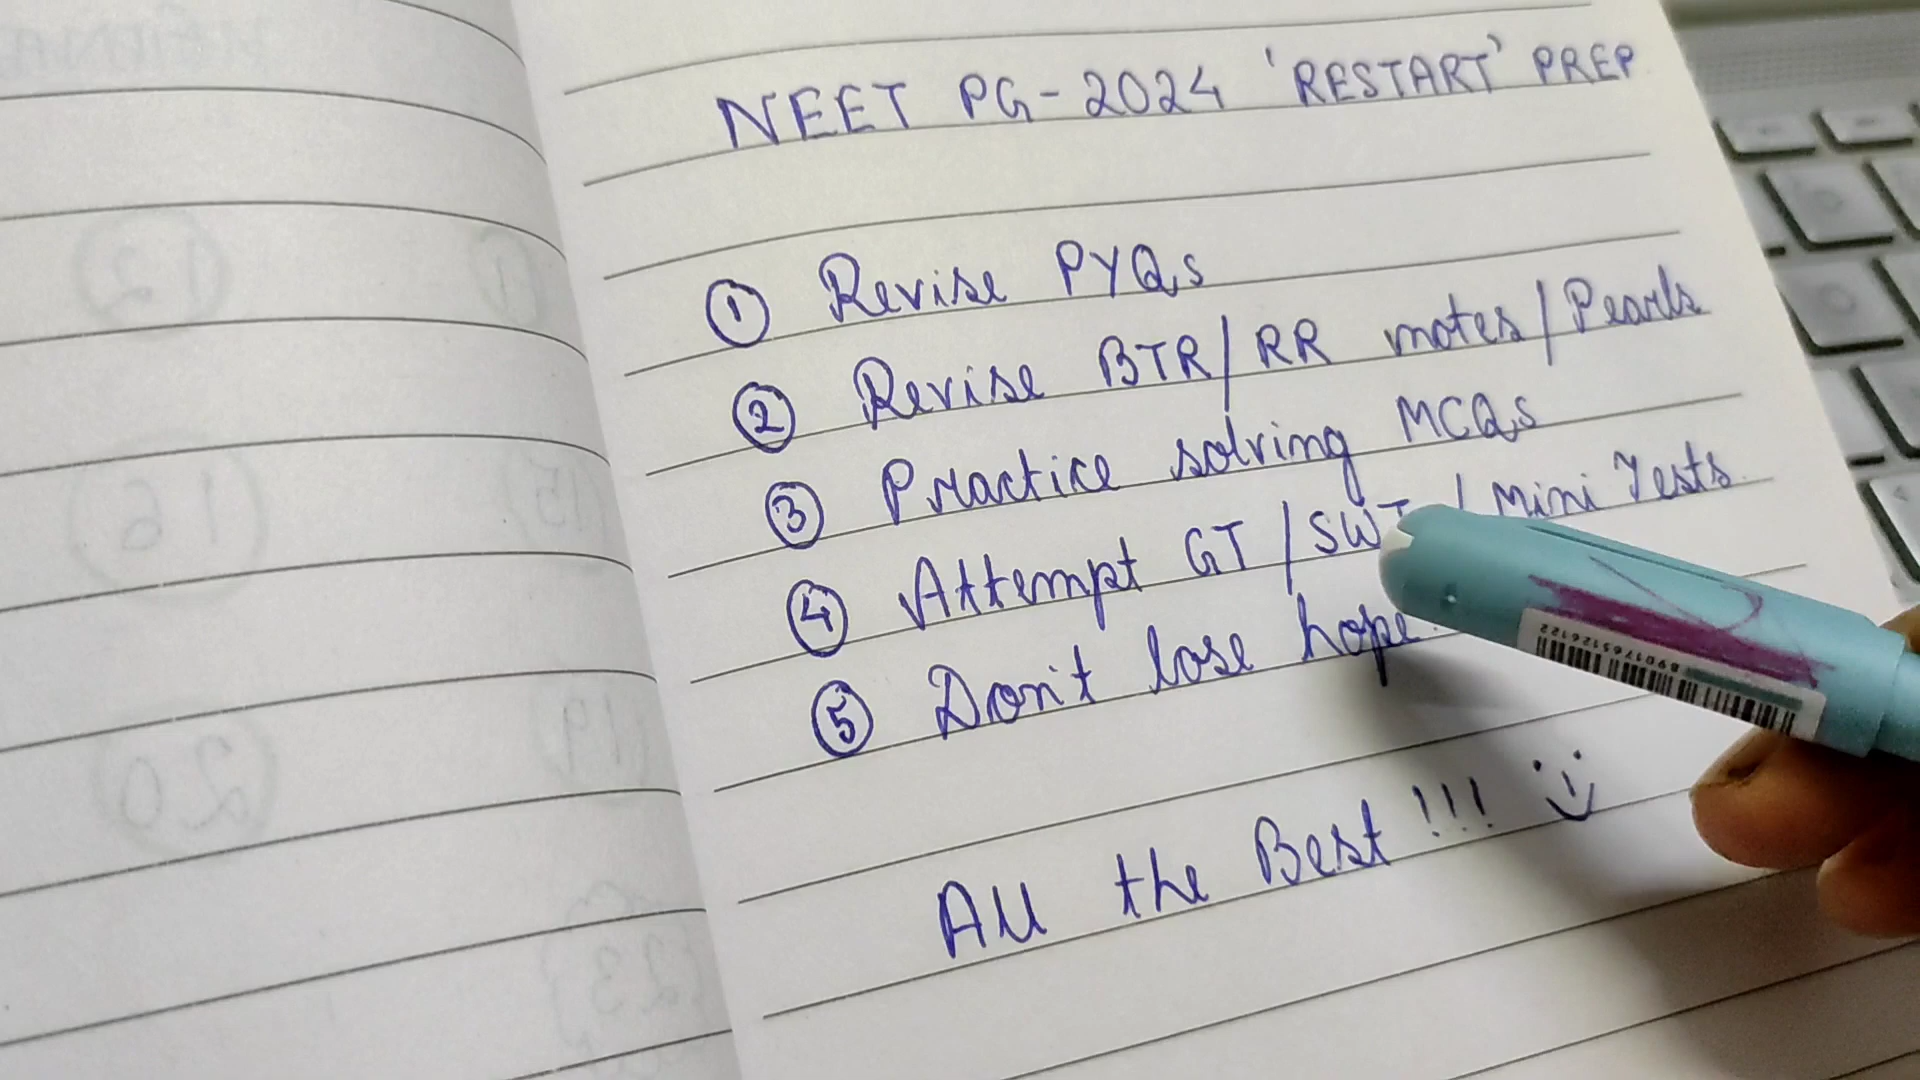 NEET PG-2024 'RESTART' PREP
① Revise PYQs
② Revise BTR/RR notes/Pearls
③ Practice solving MCQs
④ Attempt GT/SWT/Mini Tests.
⑤ Don't lose hope.
All the Best!!!